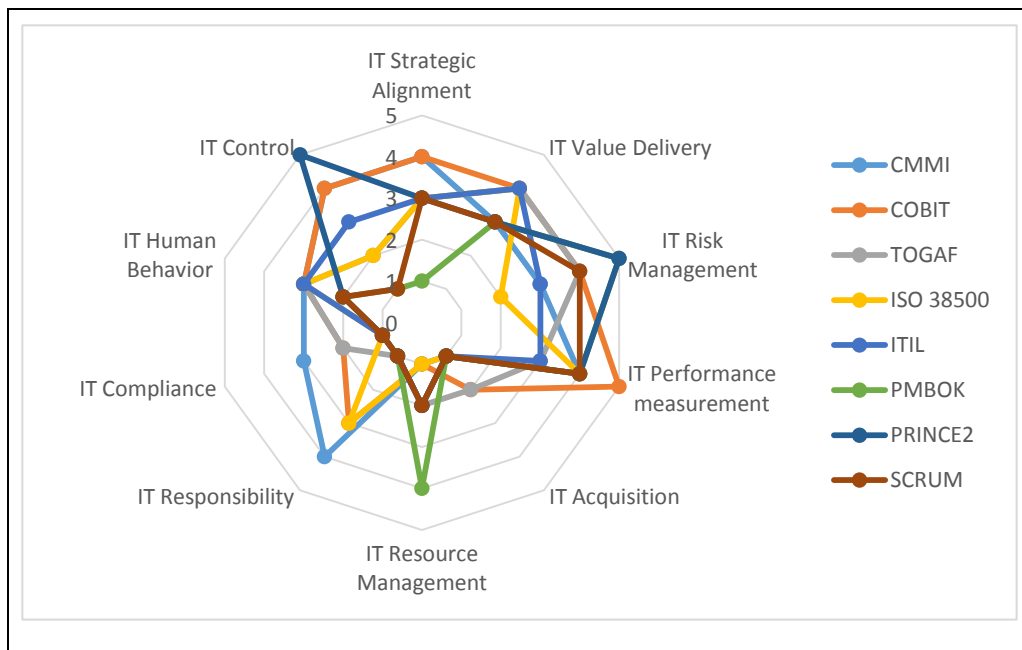 IT Strategic
Alignment
IT Value Delivery
IT Risk
Management
IT Performance
measurement
IT Acquisition
IT Resource
Management
IT Responsibility
IT Compliance
IT Human
Behavior
IT Control
5
4
3
2
1
0
CMMI
COBIT
TOGAF
ISO 38500
ITIL
PMBOK
PRINCE2
SCRUM